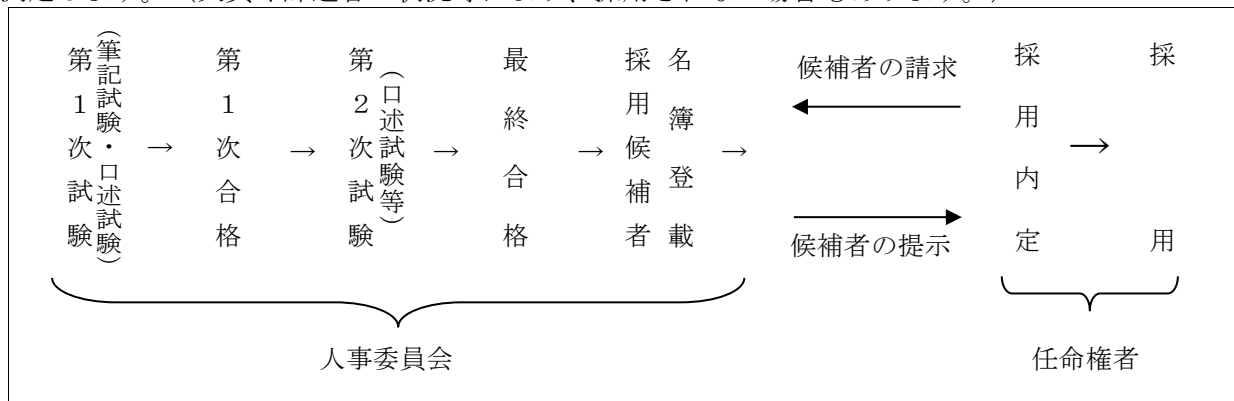 第１次試験
（筆記試験・口述試験）
→
第１次合格
→
第２次試験
（口述試験等）
→
最終合格
→
採用候補者
名簿登載
→
候補者の請求
候補者の提示
採用内定
→
採用
人事委員会
任命権者